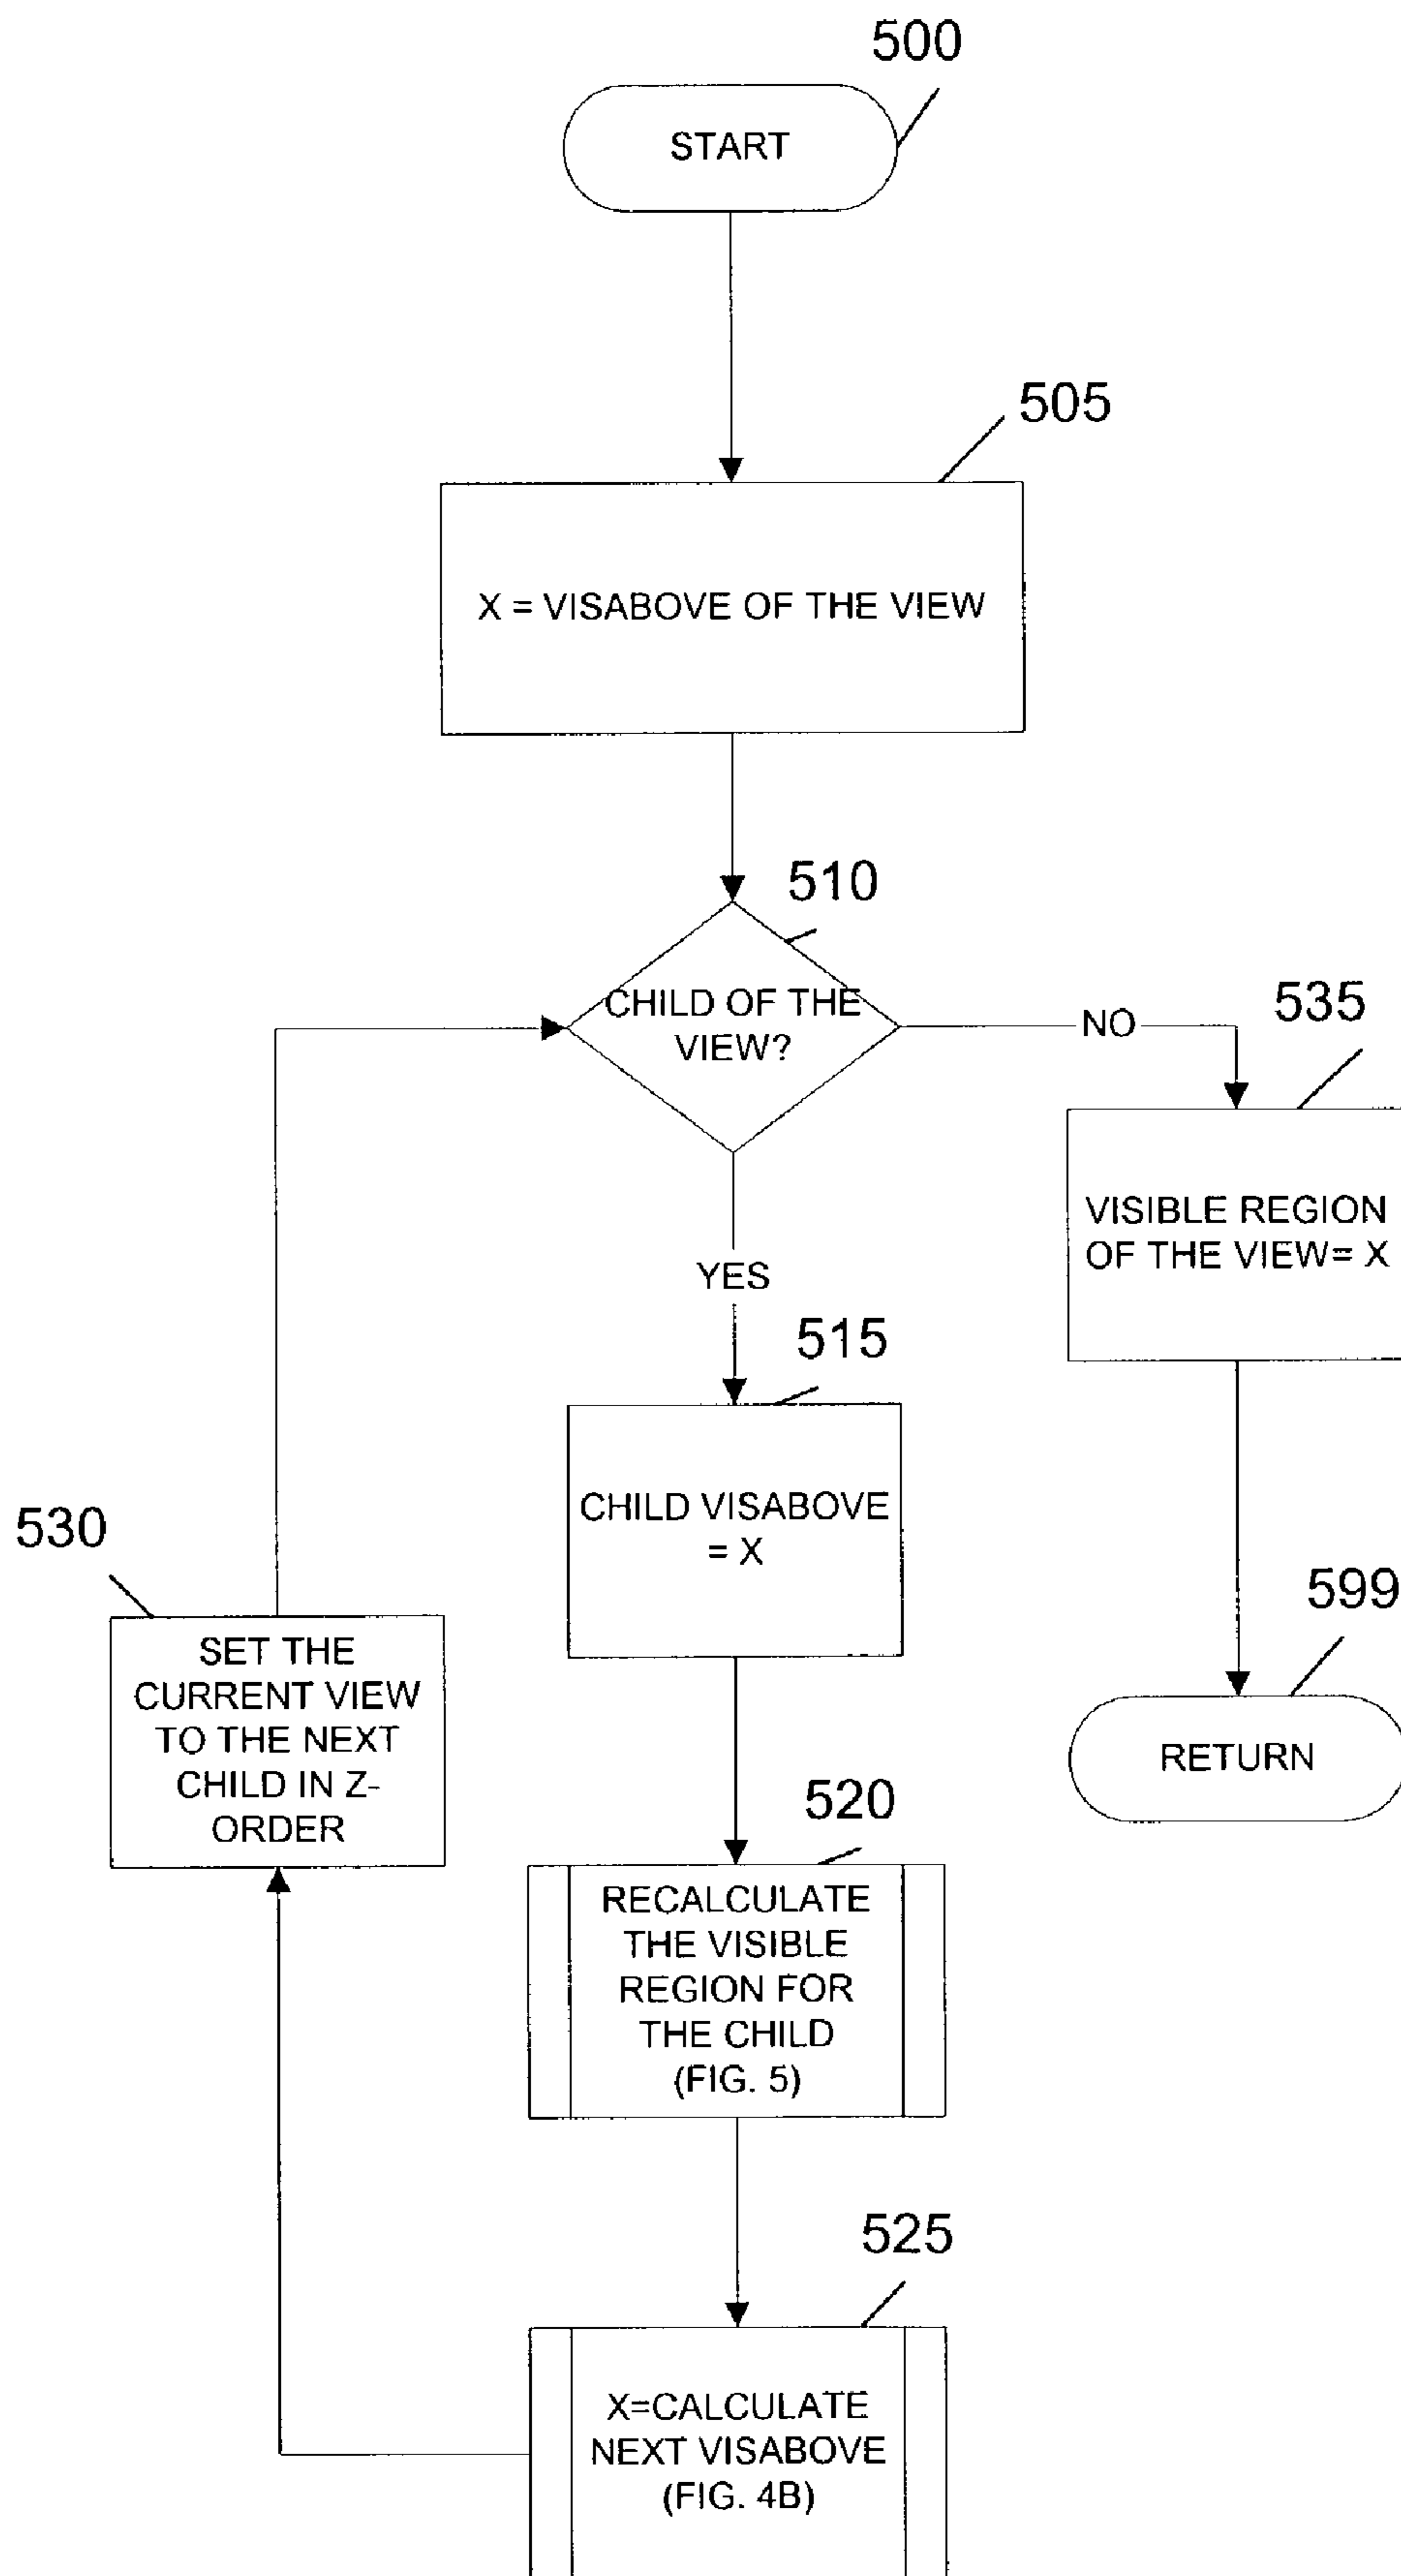 500
START
505
X = VISABOVE OF THE VIEW
510
CHILD OF THE
VIEW?
NO
535
VISIBLE REGION
OF THE VIEW= X
YES
515
CHILD VISABOVE
= X
530
SET THE
CURRENT VIEW
TO THE NEXT
CHILD IN Z-
ORDER
599
RETURN
520
RECALCULATE
THE VISIBLE
REGION FOR
THE CHILD
(FIG. 5)
525
X=CALCULATE
NEXT VISABOVE
(FIG. 4B)